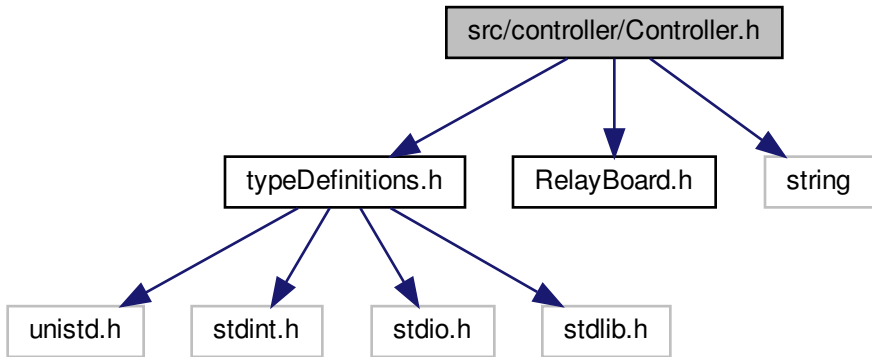 src/controller/Controller.h
typeDefinitions.h
RelayBoard.h
string
unistd.h
stdint.h
stdio.h
stdlib.h